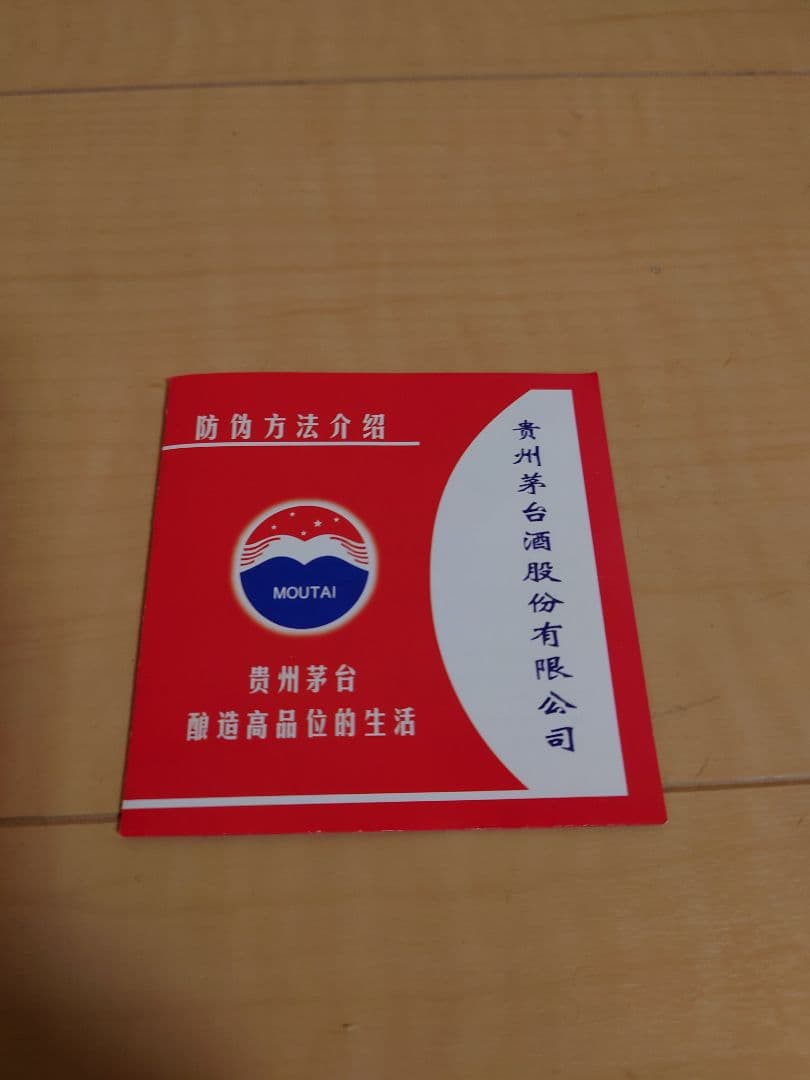 防伪方法介绍
MOUTAI
贵州茅台
酿造高品位的生活
贵州茅台酒股份有限公司